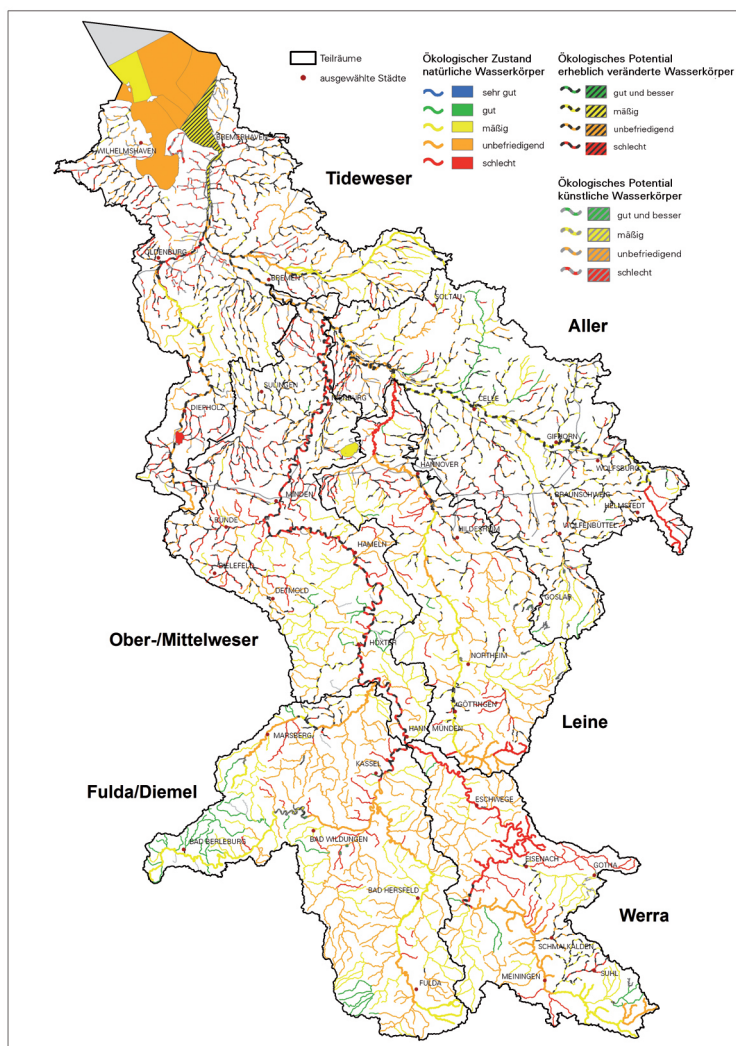 Teilräume
ausgewählte Städte
Ökologischer Zustand
natürliche Wasserkörper
sehr gut
gut
mäßig
unbefriedigend
schlecht
Ökologisches Potential
erheblich veränderte Wasserkörper
gut und besser
mäßig
unbefriedigend
schlecht
Ökologisches Potential
künstliche Wasserkörper
gut und besser
mäßig
unbefriedigend
schlecht
WILHELMSHAVEN
BREMERHAVEN
Tideweser
OLDENBURG
BREMEN
SOLTAU
Aller
SULINGEN
NIENBURG
CELLE
DIEPHOLZ
GIFHORN
WOLFSBURG
HANNOVER
MINDEN
BRAUNSCHWEIG
HELMSTEDT
BÜNDE
HILDESHEIM
WOLFENBÜTTEL
HAMELN
BIELEFELD
DETMOLD
GOSLAR
Ober-/Mittelweser
HÖXTER
NORTHEIM
GÖTTINGEN
Leine
MARSBERG
HANN. MÜNDEN
KASSEL
Fulda/Diemel
ESCHWEGE
BAD BERLEBURG
BAD WILDUNGEN
EISENACH
GOTHA
BAD HERSFELD
Werra
SCHMALKALDEN
SUHL
MEININGEN
FULDA